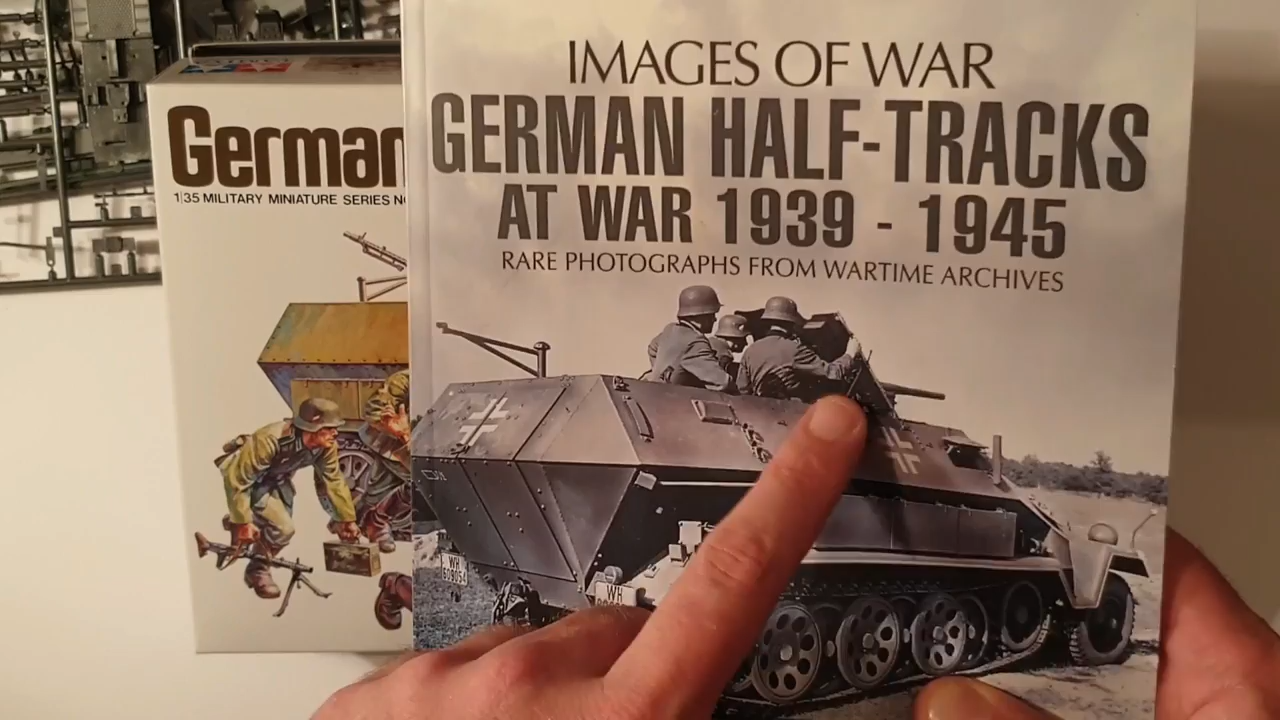 German
1/35 MILITARY MINIATURE SERIES
IMAGES OF WAR
GERMAN HALF-TRACKS
AT WAR 1939 - 1945
RARE PHOTOGRAPHS FROM WARTIME ARCHIVES
WH
WH